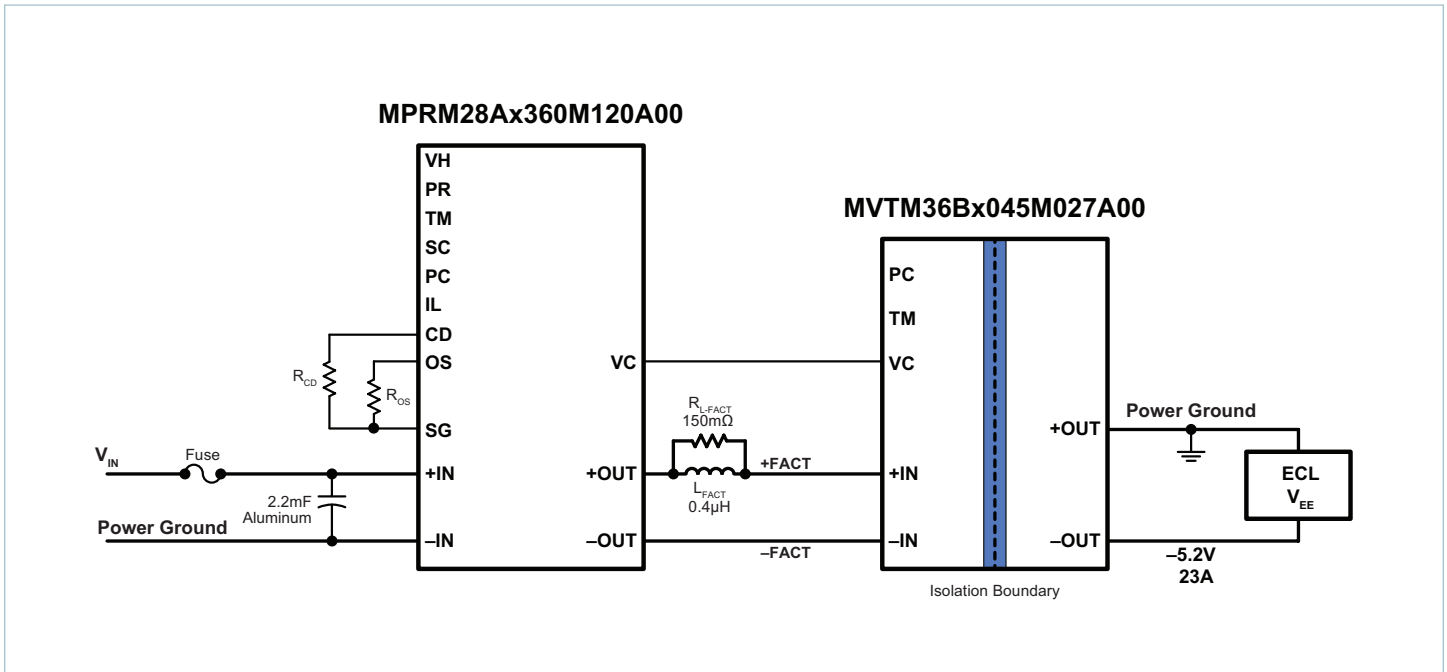 MPRM28Ax360M120A00
VH
PR
TM
SC
PC
IL
CD
OS
SG
+IN
–IN
VC
+OUT
–OUT
R_CD
R_OS
V_IN
Fuse
2.2mF
Aluminum
Power Ground
R_L-FACT
150mΩ
L_FACT
0.4µH
+FACT
–FACT
MVTM36Bx045M027A00
PC
TM
VC
+IN
–IN
+OUT
–OUT
Isolation Boundary
Power Ground
ECL
V_EE
–5.2V
23A